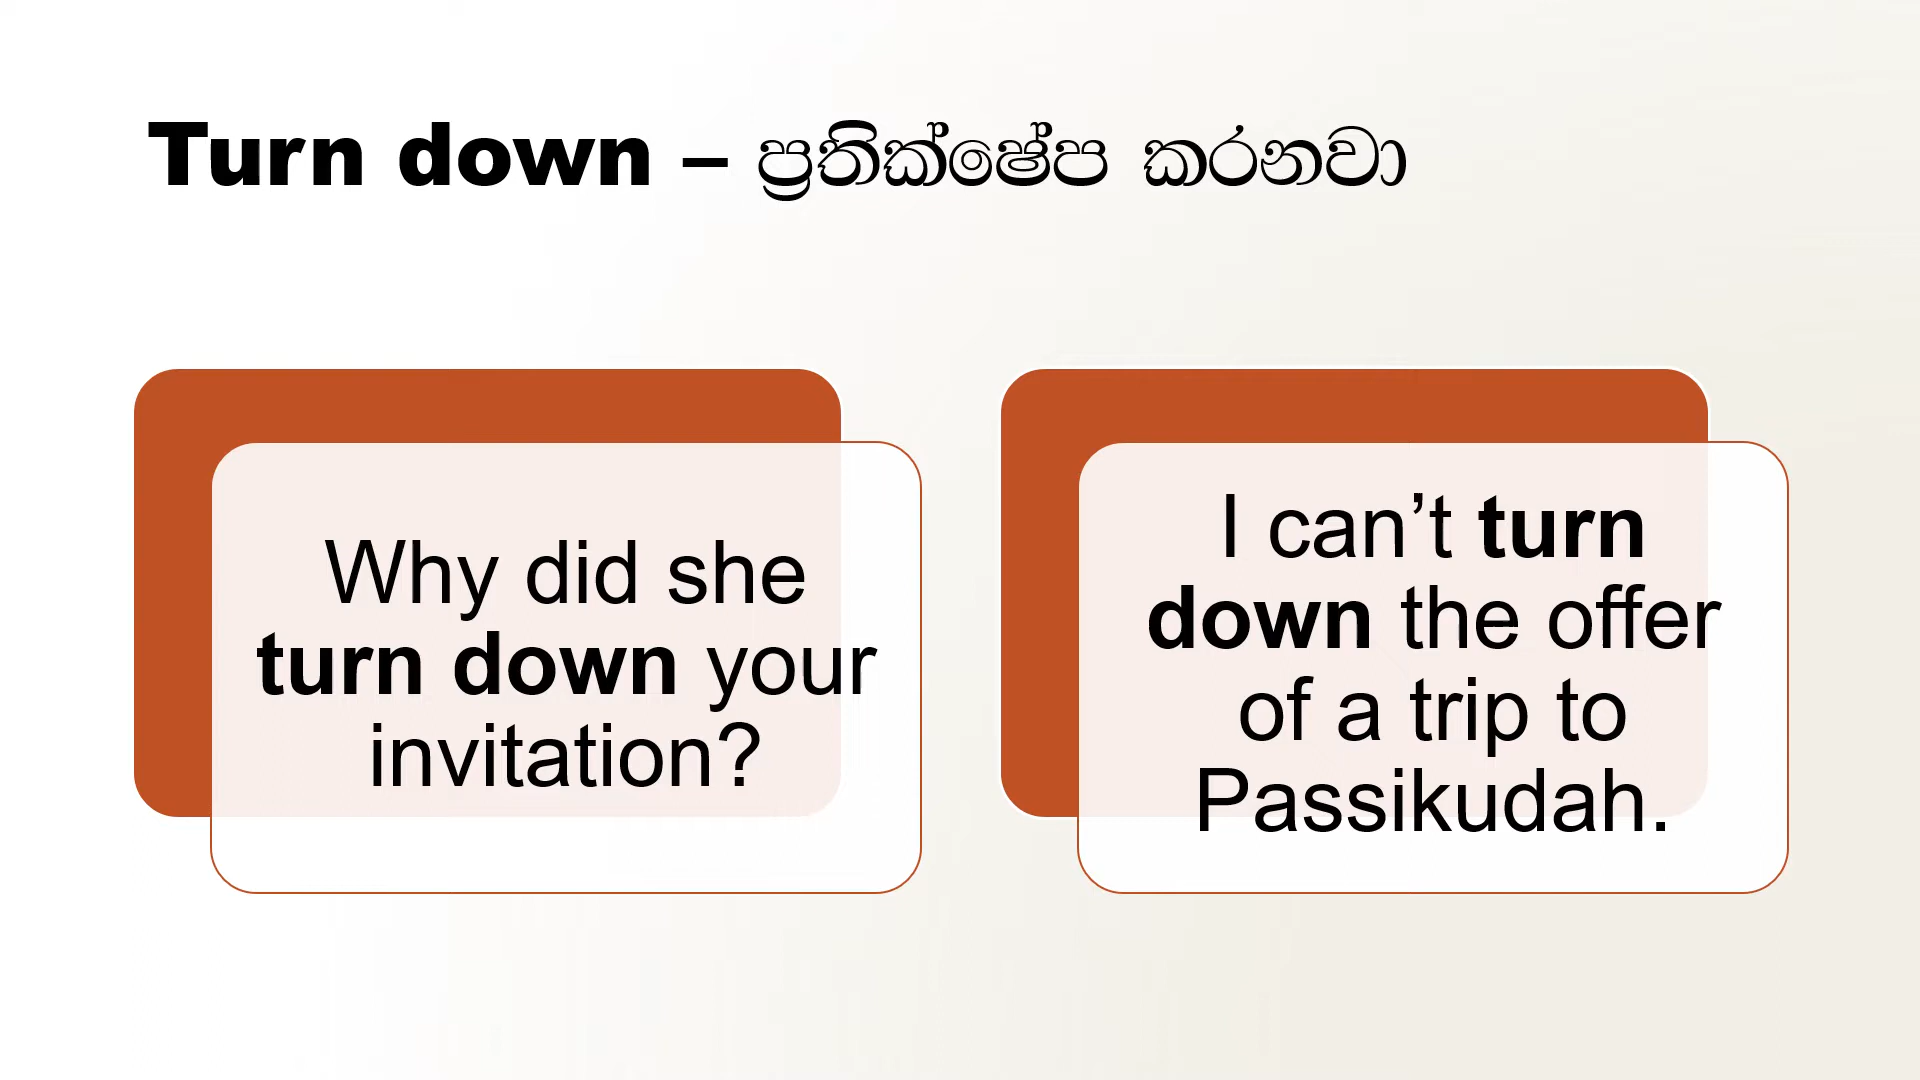 Turn down – ප්‍රතික්ෂේප කරනවා
Why did she
turn down your
invitation?
I can’t turn
down the offer
of a trip to
Passikudah.